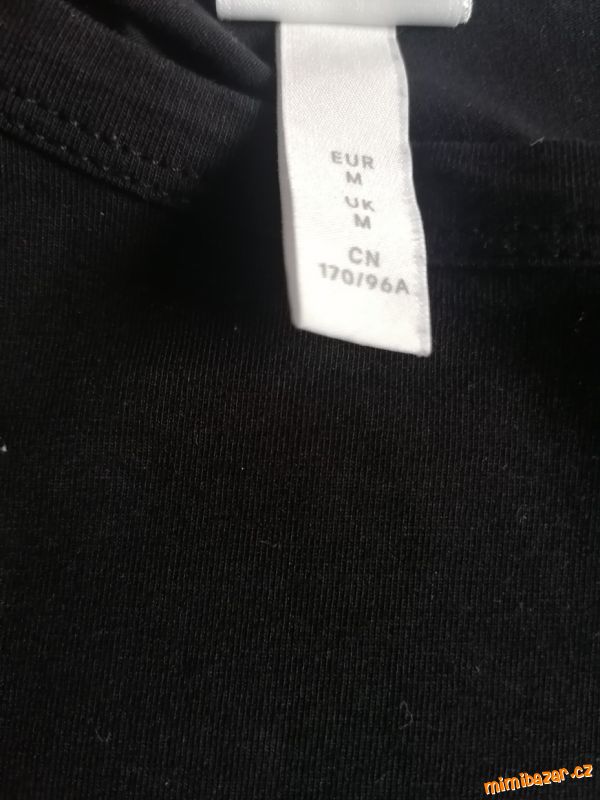 EUR
M
UK
M
CN
170/96A
mimibazar.cz